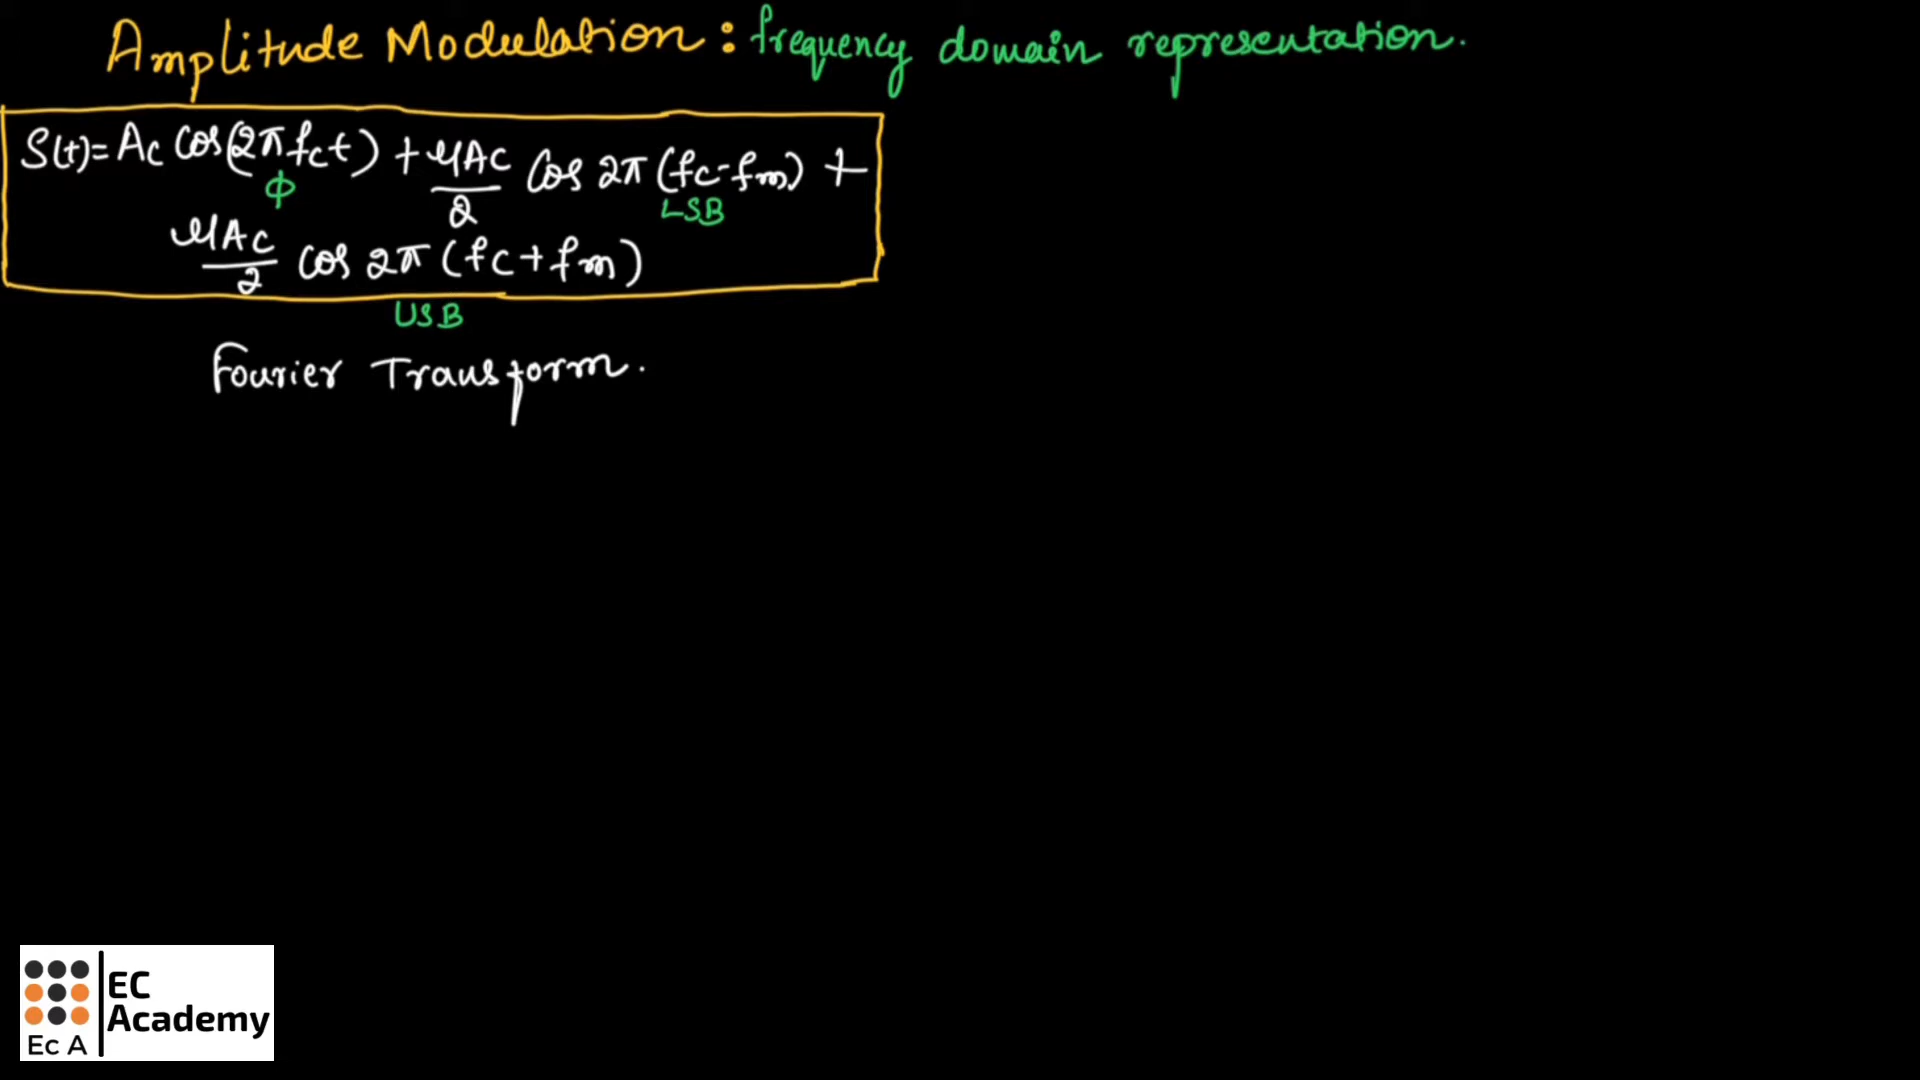 Amplitude Modulation : frequency domain representation.
S(t) = Ac cos(2π fct) + μAc/2 cos 2π (fc - fm) +
ϕ
LSB
μAc/2 cos 2π (fc + fm)
USB
Fourier Transform.
EC
Academy
Ec A